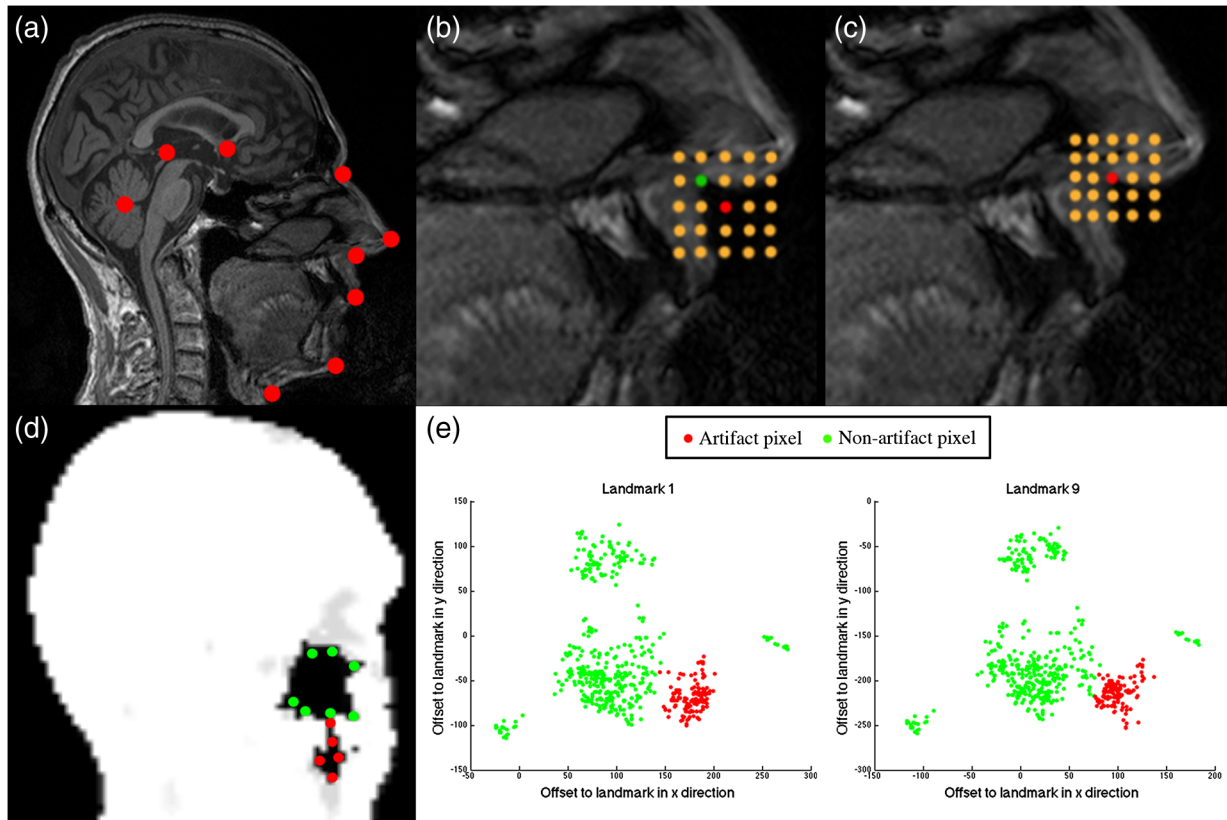 (a)
(b)
(c)
(d)
(e)
Artifact pixel
Non-artifact pixel
Landmark 1
150
100
50
0
-50
-100
-150
-50
0
50
100
150
200
250
300
Offset to landmark in y direction
Offset to landmark in x direction
Landmark 9
0
-50
-100
-150
-200
-250
-300
-150
-100
-50
0
50
100
150
200
Offset to landmark in y direction
Offset to landmark in x direction